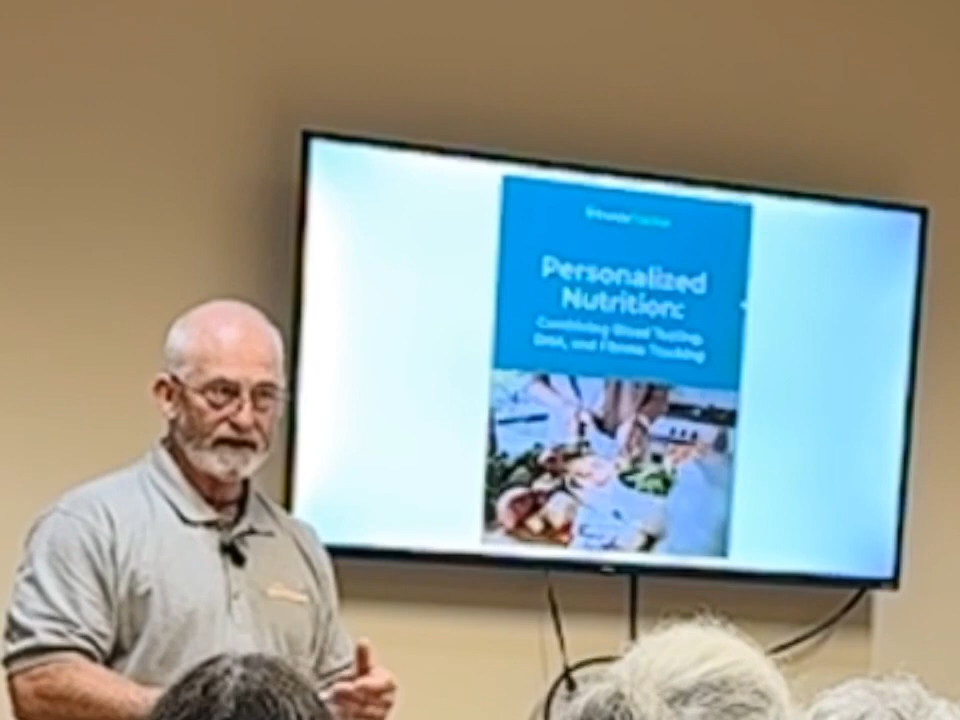 Personalized
Nutrition:
Combining Blood Testing,
DNA, and Fitness Tracking